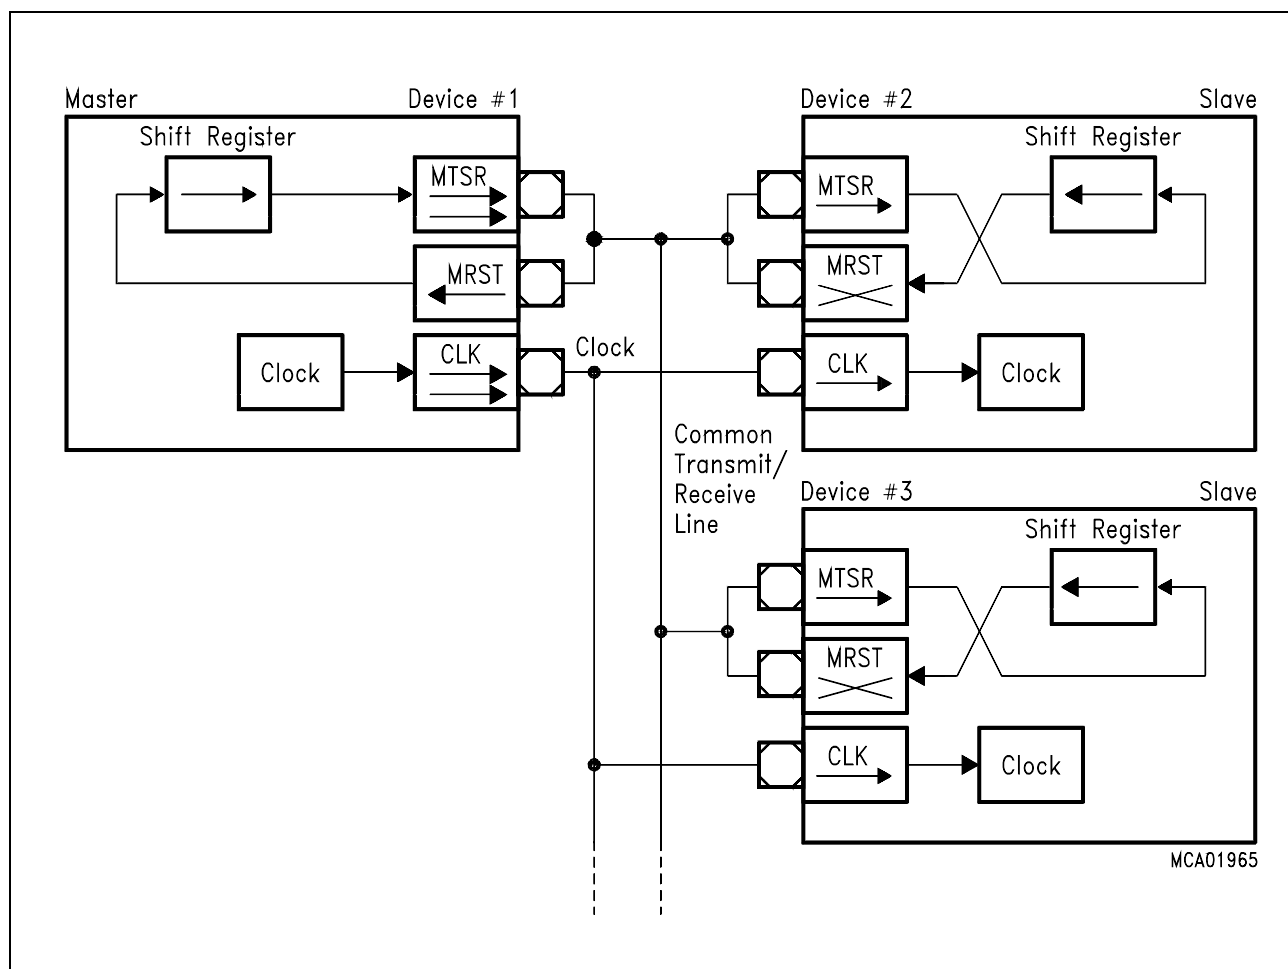 Master Device #1
Shift Register
MTSR
MRST
CLK
Clock
Clock
Common
Transmit/
Receive
Line
Device #2 Slave
Shift Register
MTSR
MRST
CLK
Clock
Device #3 Slave
Shift Register
MTSR
MRST
CLK
Clock
MCA01965